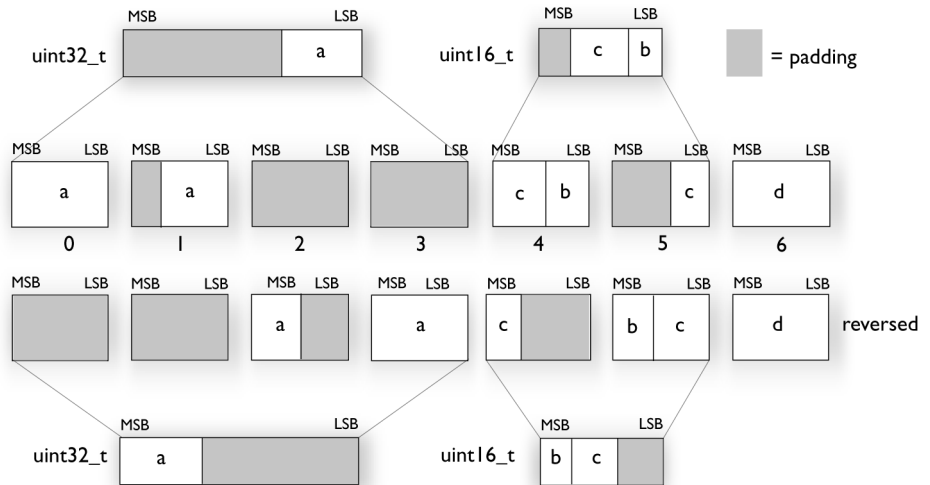 MSB LSB MSB LSB
uint32_t a uint16_t c b = padding
MSB LSB MSB LSB MSB LSB MSB LSB MSB LSB MSB LSB MSB LSB
a a c b c d
0 1 2 3 4 5 6
MSB LSB MSB LSB MSB LSB MSB LSB MSB LSB MSB LSB MSB LSB
a a c b c d reversed
MSB LSB MSB LSB
uint32_t a uint16_t b c